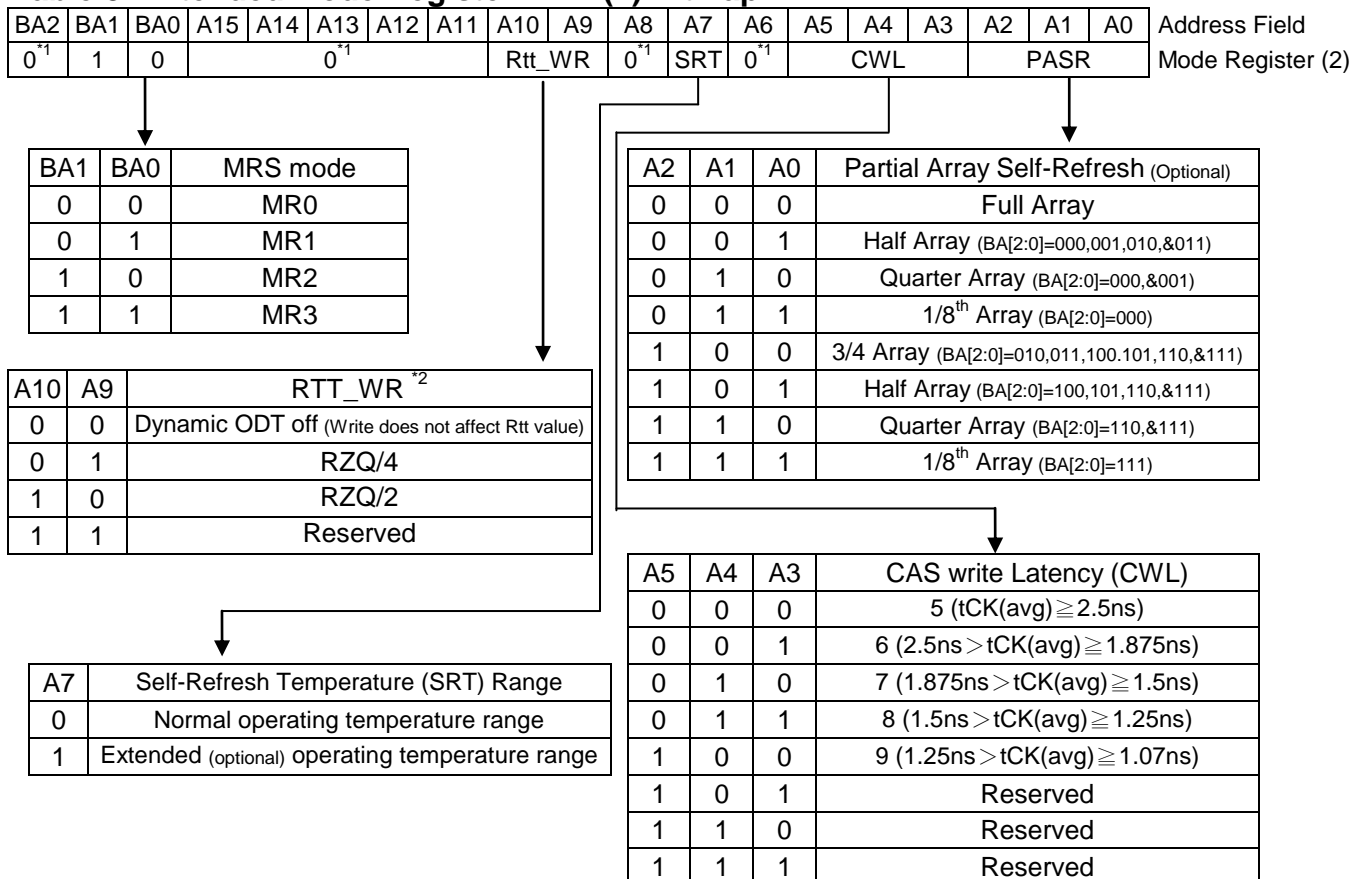 BA2 BA1 BA0 A15 A14 A13 A12 A11 A10 A9 A8 A7 A6 A5 A4 A3 A2 A1 A0 Address Field
0*1 1 0 0*1 Rtt_WR 0*1 SRT 0*1 CWL PASR Mode Register (2)
BA1 BA0 MRS mode
0 0 MR0
0 1 MR1
1 0 MR2
1 1 MR3
A2 A1 A0 Partial Array Self-Refresh (Optional)
0 0 0 Full Array
0 0 1 Half Array (BA[2:0]=000,001,010,&011)
0 1 0 Quarter Array (BA[2:0]=000,&001)
0 1 1 1/8th Array (BA[2:0]=000)
1 0 0 3/4 Array (BA[2:0]=010,011,100.101,110,&111)
1 0 1 Half Array (BA[2:0]=100,101,110,&111)
1 1 0 Quarter Array (BA[2:0]=110,&111)
1 1 1 1/8th Array (BA[2:0]=111)
A10 A9 RTT_WR *2
0 0 Dynamic ODT off (Write does not affect Rtt value)
0 1 RZQ/4
1 0 RZQ/2
1 1 Reserved
A5 A4 A3 CAS write Latency (CWL)
0 0 0 5 (tCK(avg)≧2.5ns)
0 0 1 6 (2.5ns>tCK(avg)≧1.875ns)
0 1 0 7 (1.875ns>tCK(avg)≧1.5ns)
0 1 1 8 (1.5ns>tCK(avg)≧1.25ns)
1 0 0 9 (1.25ns>tCK(avg)≧1.07ns)
1 0 1 Reserved
1 1 0 Reserved
1 1 1 Reserved
A7 Self-Refresh Temperature (SRT) Range
0 Normal operating temperature range
1 Extended (optional) operating temperature range